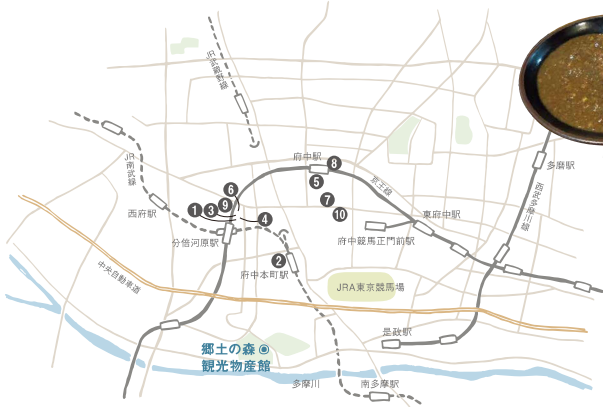 JR武蔵野線
府中駅
8
京王線
多磨駅
西武多摩川線
JR南武線
5
6
7
西府駅
1
3
9
4
10
東府中駅
分倍河原駅
府中競馬正門前駅
2
府中本町駅
中央自動車道
JRA東京競馬場
是政駅
郷土の森
観光物産館
多摩川
南多摩駅